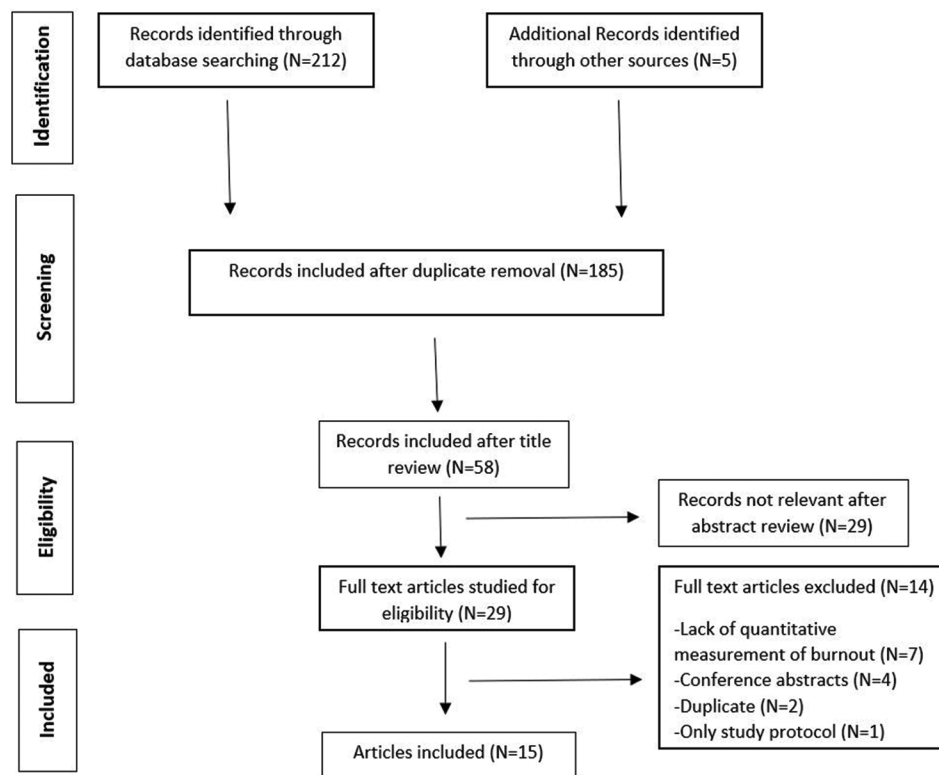 Identification
Records identified through
database searching (N=212)
Additional Records identified
through other sources (N=5)
Screening
Records included after duplicate removal (N=185)
Eligibility
Records included after title
review (N=58)
Records not relevant after
abstract review (N=29)
Full text articles studied for
eligibility (N=29)
Full text articles excluded (N=14)
-Lack of quantitative
measurement of burnout (N=7)
-Conference abstracts (N=4)
-Duplicate (N=2)
-Only study protocol (N=1)
Included
Articles included (N=15)